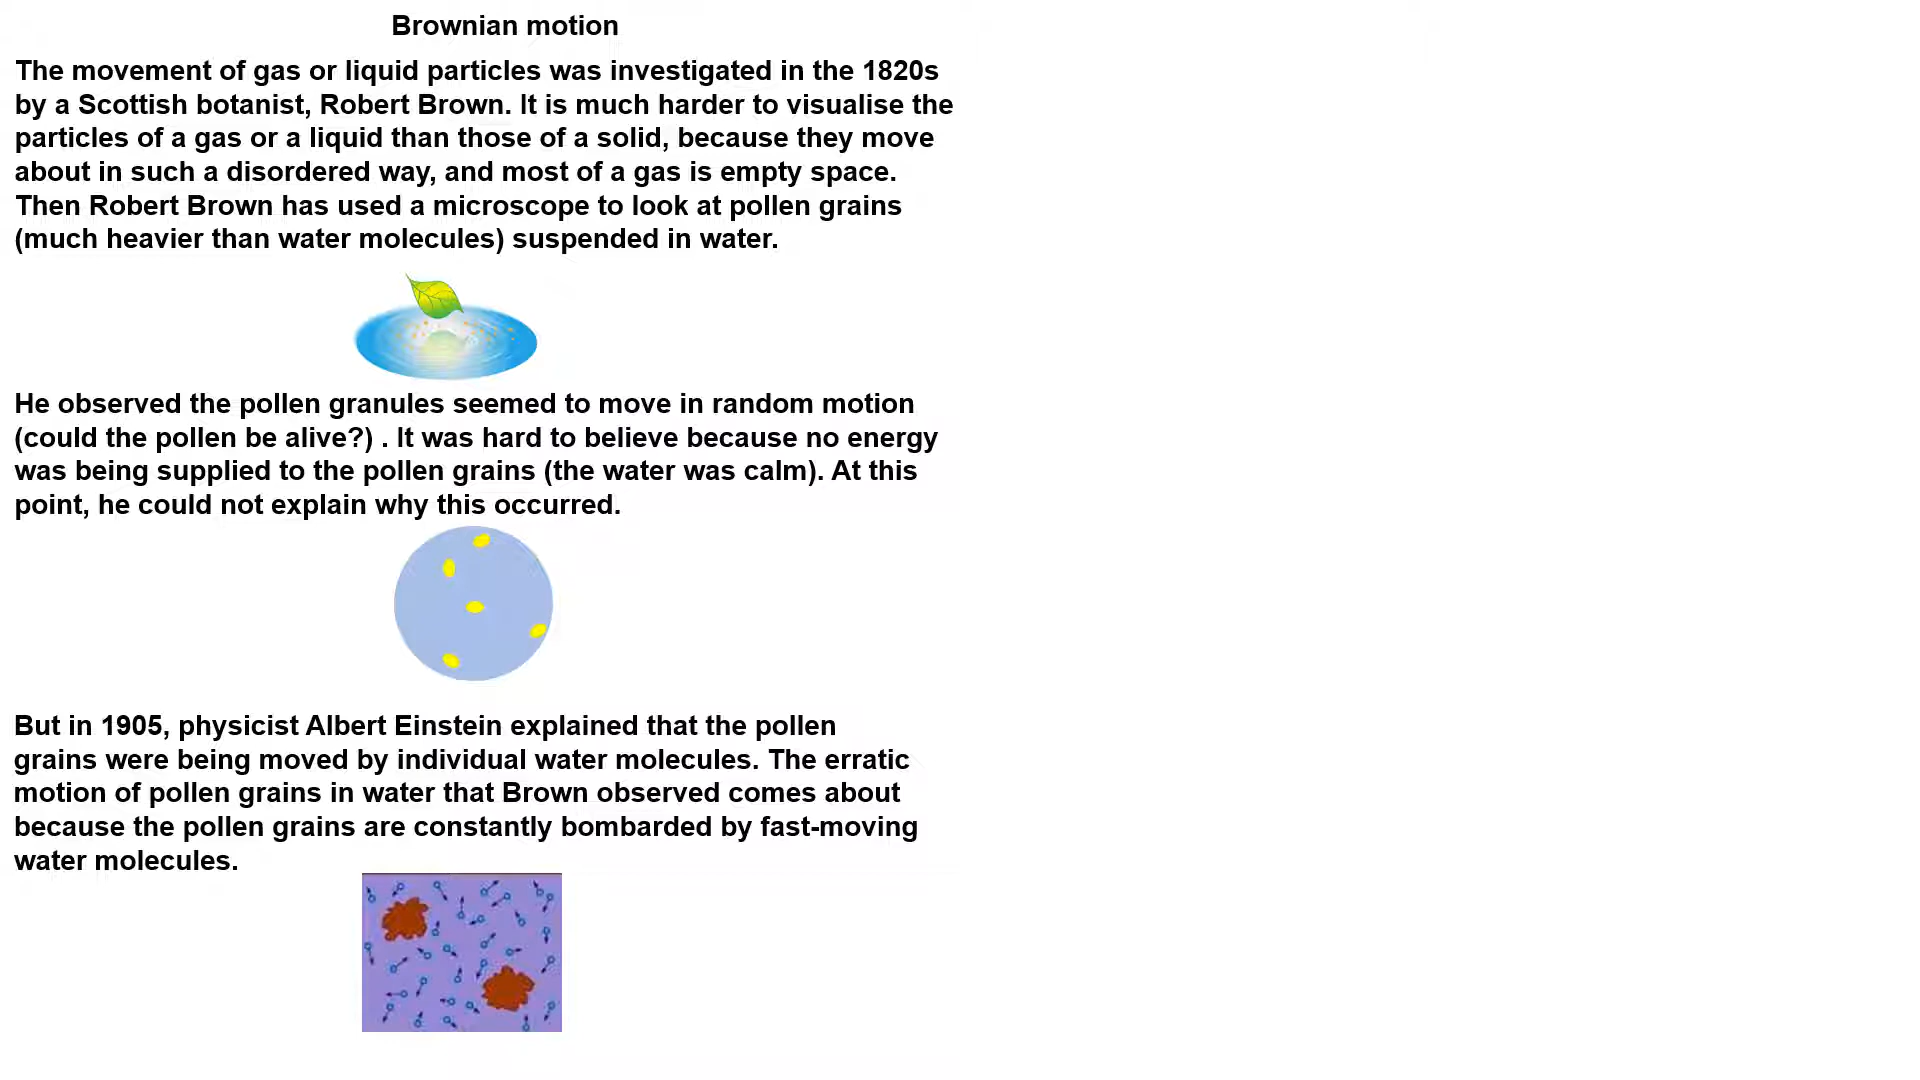 Brownian motion
The movement of gas or liquid particles was investigated in the 1820s
by a Scottish botanist, Robert Brown. It is much harder to visualise the
particles of a gas or a liquid than those of a solid, because they move
about in such a disordered way, and most of a gas is empty space.
Then Robert Brown has used a microscope to look at pollen grains
(much heavier than water molecules) suspended in water.
He observed the pollen granules seemed to move in random motion
(could the pollen be alive?) . It was hard to believe because no energy
was being supplied to the pollen grains (the water was calm). At this
point, he could not explain why this occurred.
But in 1905, physicist Albert Einstein explained that the pollen
grains were being moved by individual water molecules. The erratic
motion of pollen grains in water that Brown observed comes about
because the pollen grains are constantly bombarded by fast-moving
water molecules.